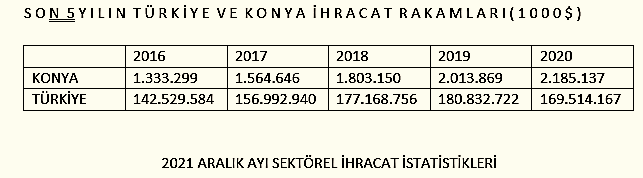 SON 5 YILIN TÜRKİYE VE KONYA İHRACAT RAKAMLARI(1000$)
2016 2017 2018 2019 2020
KONYA 1.333.299 1.564.646 1.803.150 2.013.869 2.185.137
TÜRKİYE 142.529.584 156.992.940 177.168.756 180.832.722 169.514.167
2021 ARALIK AYI SEKTÖREL İHRACAT İSTATİSTİKLERİ